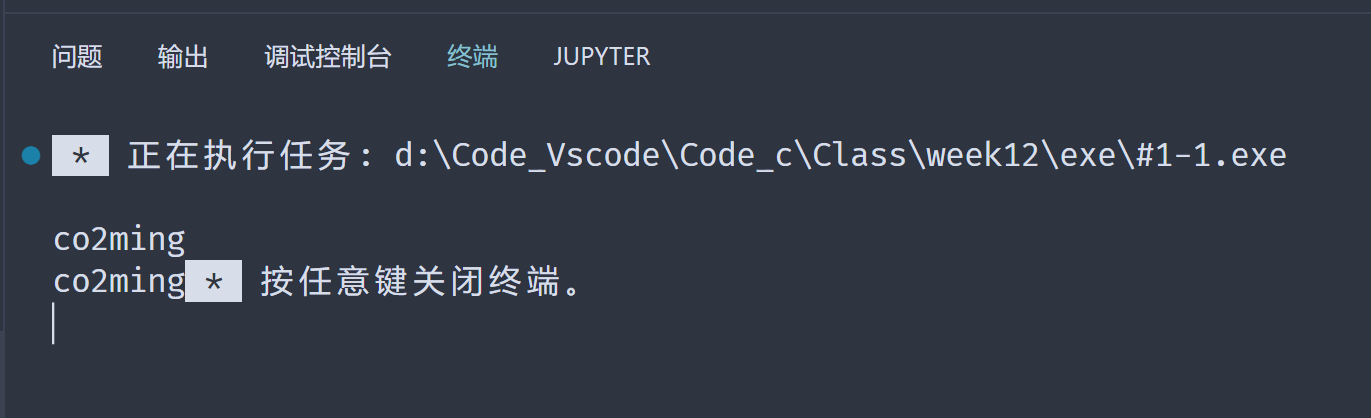 问题 输出 调试控制台 终端 JUPYTER
* 正在执行任务: d:\Code_Vscode\Code_c\Class\week12\exe\#1-1.exe
co2ming
co2ming * 按任意键关闭终端。